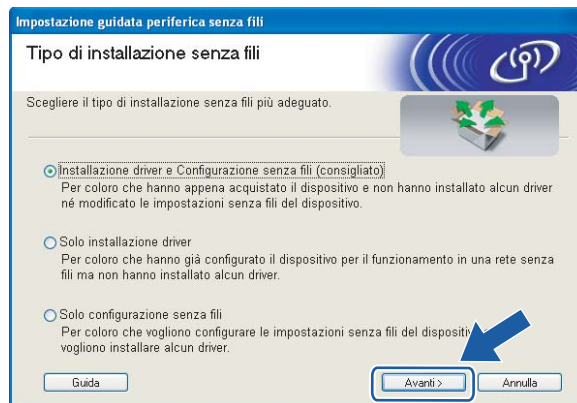 Impostazione guidata periferica senza fili
Tipo di installazione senza fili
Scegliere il tipo di installazione senza fili più adeguato.
Installazione driver e Configurazione senza fili (consigliato)
Per coloro che hanno appena acquistato il dispositivo e non hanno installato alcun driver
né modificato le impostazioni senza fili del dispositivo.
Solo installazione driver
Per coloro che hanno già configurato il dispositivo per il funzionamento in una rete senza
fili ma non hanno installato alcun driver.
Solo configurazione senza fili
Per coloro che vogliono configurare le impostazioni senza fili del
vogliono installare alcun driver.
Guida
Avanti >
Annulla